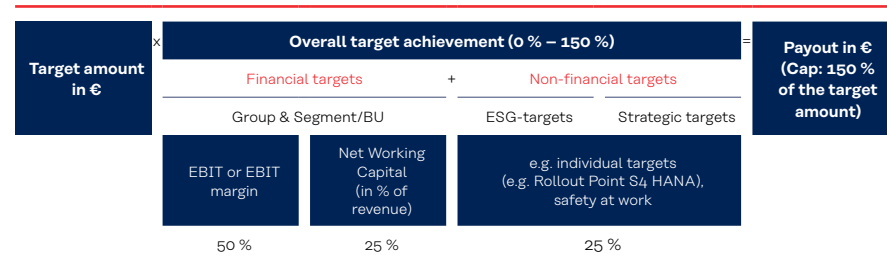 Target amount
in €
x
Overall target achievement (0 % – 150 %)
=
Payout in €
(Cap: 150 %
of the target
amount)
Financial targets
+
Non-financial targets
Group & Segment/BU
ESG-targets
Strategic targets
EBIT or EBIT
margin
Net Working
Capital
(in % of
revenue)
e.g. individual targets
(e.g. Rollout Point S4 HANA),
safety at work
50 %
25 %
25 %